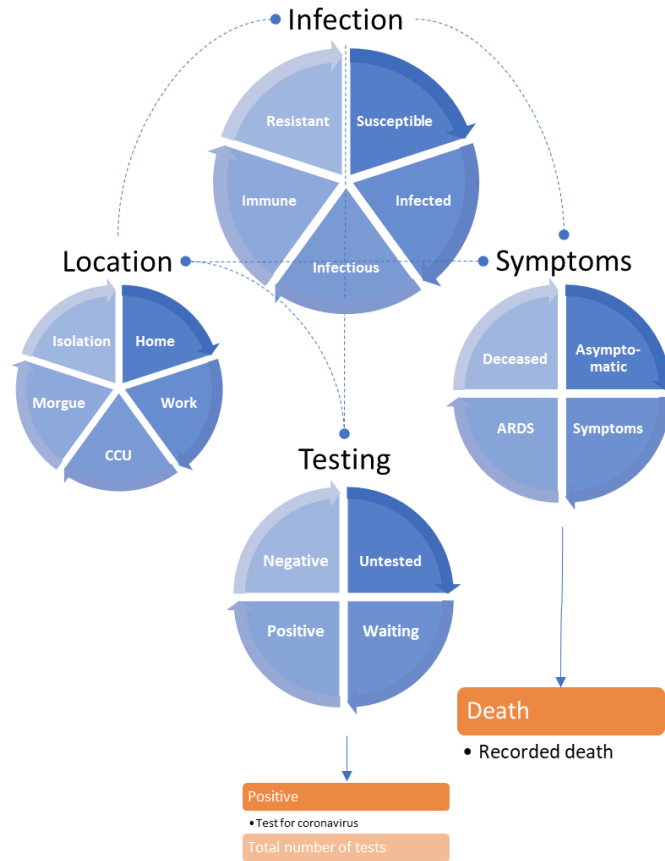 Infection
Resistant
Susceptible
Immune
Infected
Infectious
Location
Isolation
Home
Morgue
Work
CCU
Symptoms
Deceased
Asympto-
matic
ARDS
Symptoms
Testing
Negative
Untested
Positive
Waiting
Death
• Recorded death
Positive
• Test for coronavirus
Total number of tests